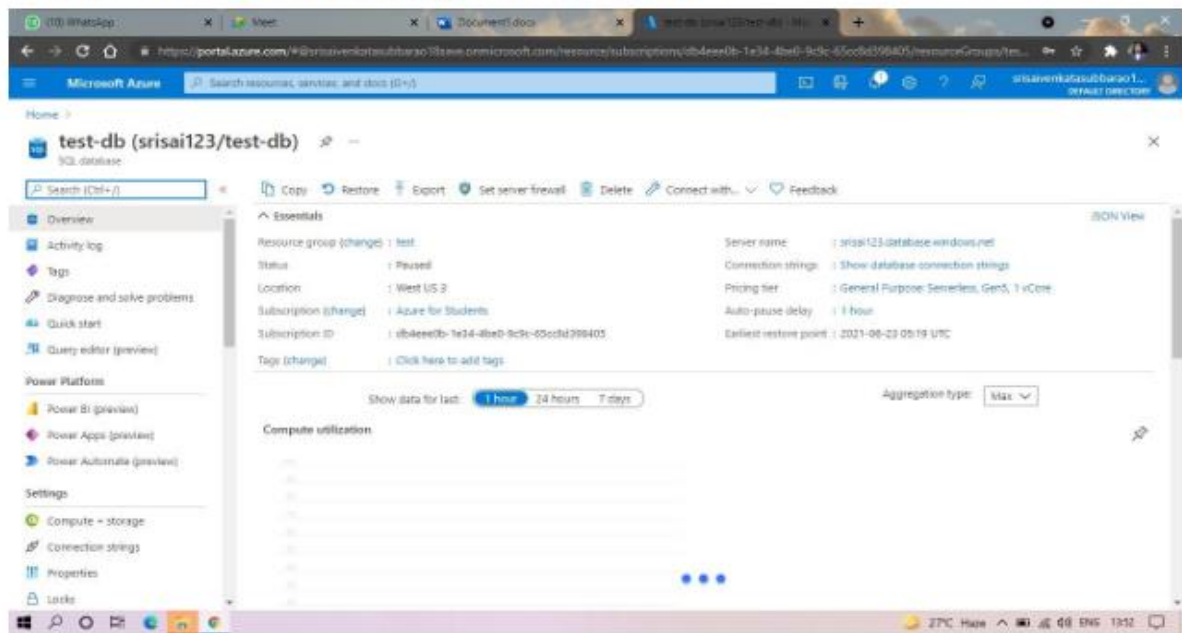 (10) WhatsApp
Meet
Document1.docx
https://portal.azure.com/
Microsoft Azure
Search resources, services, and docs (G+/)
srisaivenkatasubbarao1...
DEFAULT DIRECTORY
Home >
test-db (srisai123/test-db)
SQL database
Search (Ctrl+/)
Copy Restore Export Set server firewall Delete Connect with... Feedback
Overview
Activity log
Tags
Diagnose and solve problems
Quick start
Query editor (preview)
Power Platform
Power BI (preview)
Power Apps (preview)
Power Automate (preview)
Settings
Compute + storage
Connection strings
Properties
Locks
Essentials
JSON View
Resource group (change) : test
Status : Paused
Location : West US 3
Subscription (change) : Azure for Students
Subscription ID : db4eee0b-1e34-4be0-9c9c-65cc8d398405
Tags (change) : Click here to add tags
Server name : srisai123.database.windows.net
Connection strings : Show database connection strings
Pricing tier : General Purpose: Serverless, Gen5, 1 vCore
Auto-pause delay : 1 hour
Earliest restore point : 2021-06-23 05:19 UTC
Show data for last: 1 hour 24 hours 7 days
Aggregation type: Max
Compute utilization
27°C Haze ENG 13:52